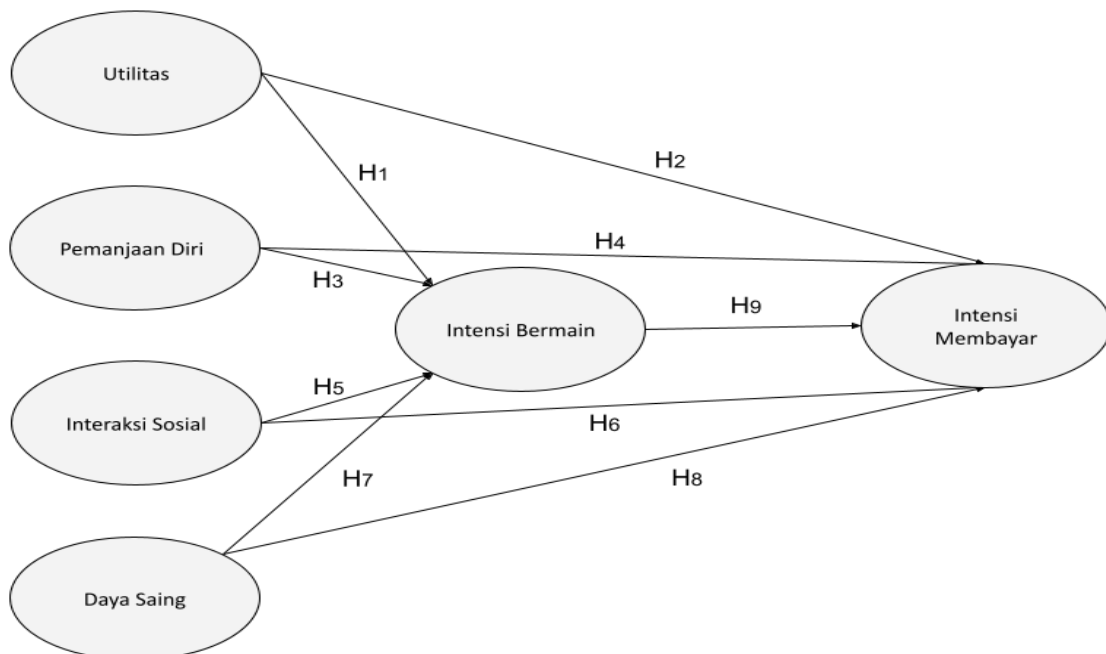 Utilitas
H2
H1
Pemanjaan Diri
H4
H3
Intensi Bermain
H9
Intensi
Membayar
H5
Interaksi Sosial
H6
H7
H8
Daya Saing